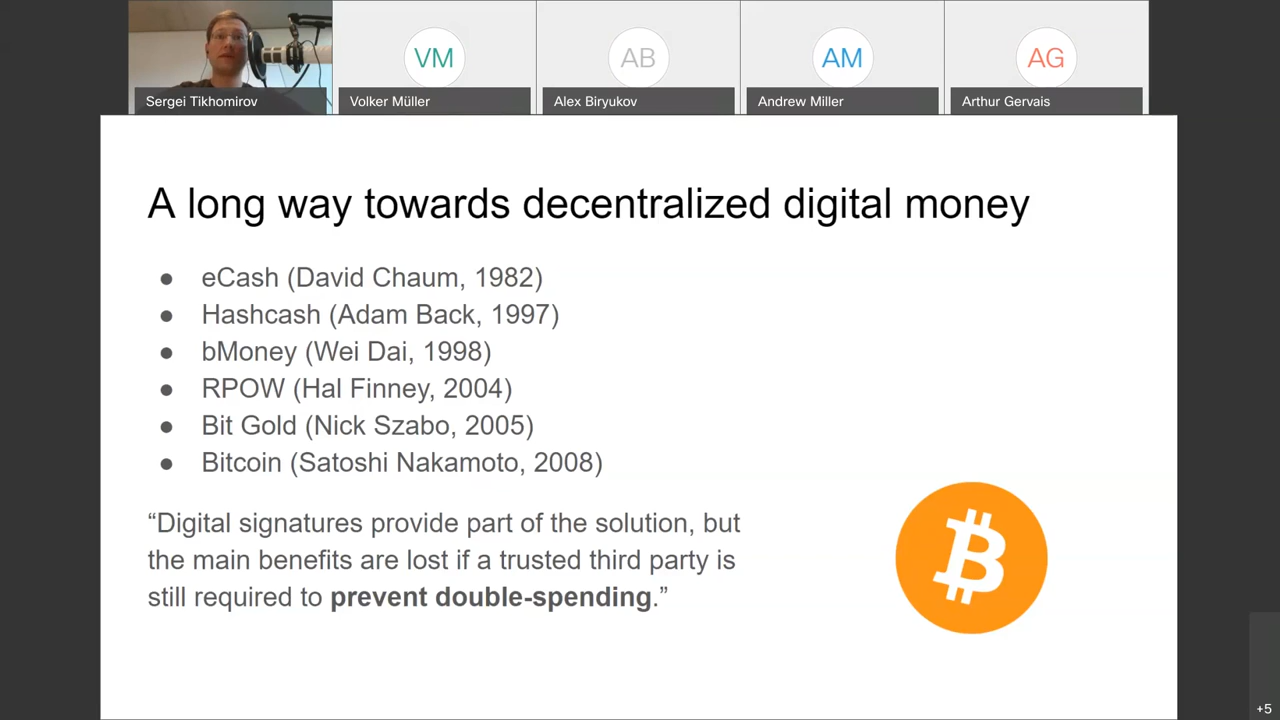 VM
AB
AM
AG
Sergei Tikhomirov
Volker Müller
Alex Biryukov
Andrew Miller
Arthur Gervais
A long way towards decentralized digital money
● eCash (David Chaum, 1982)
● Hashcash (Adam Back, 1997)
● bMoney (Wei Dai, 1998)
● RPOW (Hal Finney, 2004)
● Bit Gold (Nick Szabo, 2005)
● Bitcoin (Satoshi Nakamoto, 2008)
“Digital signatures provide part of the solution, but
the main benefits are lost if a trusted third party is
still required to prevent double-spending.”
+5